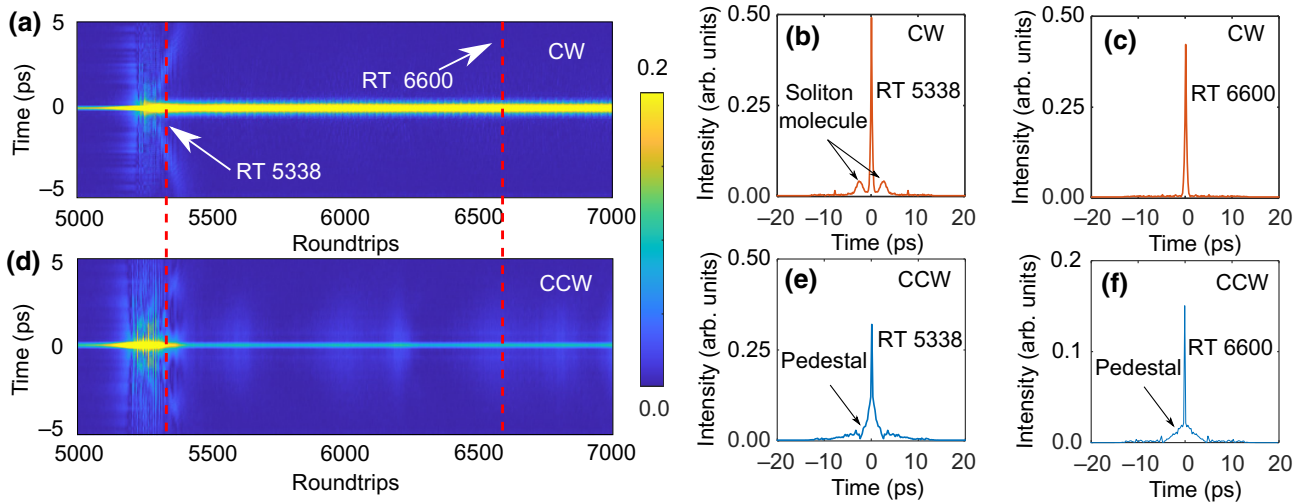 (a)
5
0
–5
Time (ps)
CW
RT 6600
RT 5338
5000
5500
6000
6500
7000
Roundtrips
0.2
0.0
(d)
5
0
–5
Time (ps)
CCW
5000
5500
6000
6500
7000
Roundtrips
(b)
CW
0.50
0.25
0.00
Intensity (arb. units)
RT 5338
Soliton
molecule
–20
–10
0
10
20
Time (ps)
(c)
CW
0.50
0.25
0.00
Intensity (arb. units)
RT 6600
–20
–10
0
10
20
Time (ps)
(e)
CCW
0.50
0.25
0.00
Intensity (arb. units)
RT 5338
Pedestal
–20
–10
0
10
20
Time (ps)
(f)
CCW
0.2
0.1
0.0
Intensity (arb. units)
RT 6600
Pedestal
–20
–10
0
10
20
Time (ps)